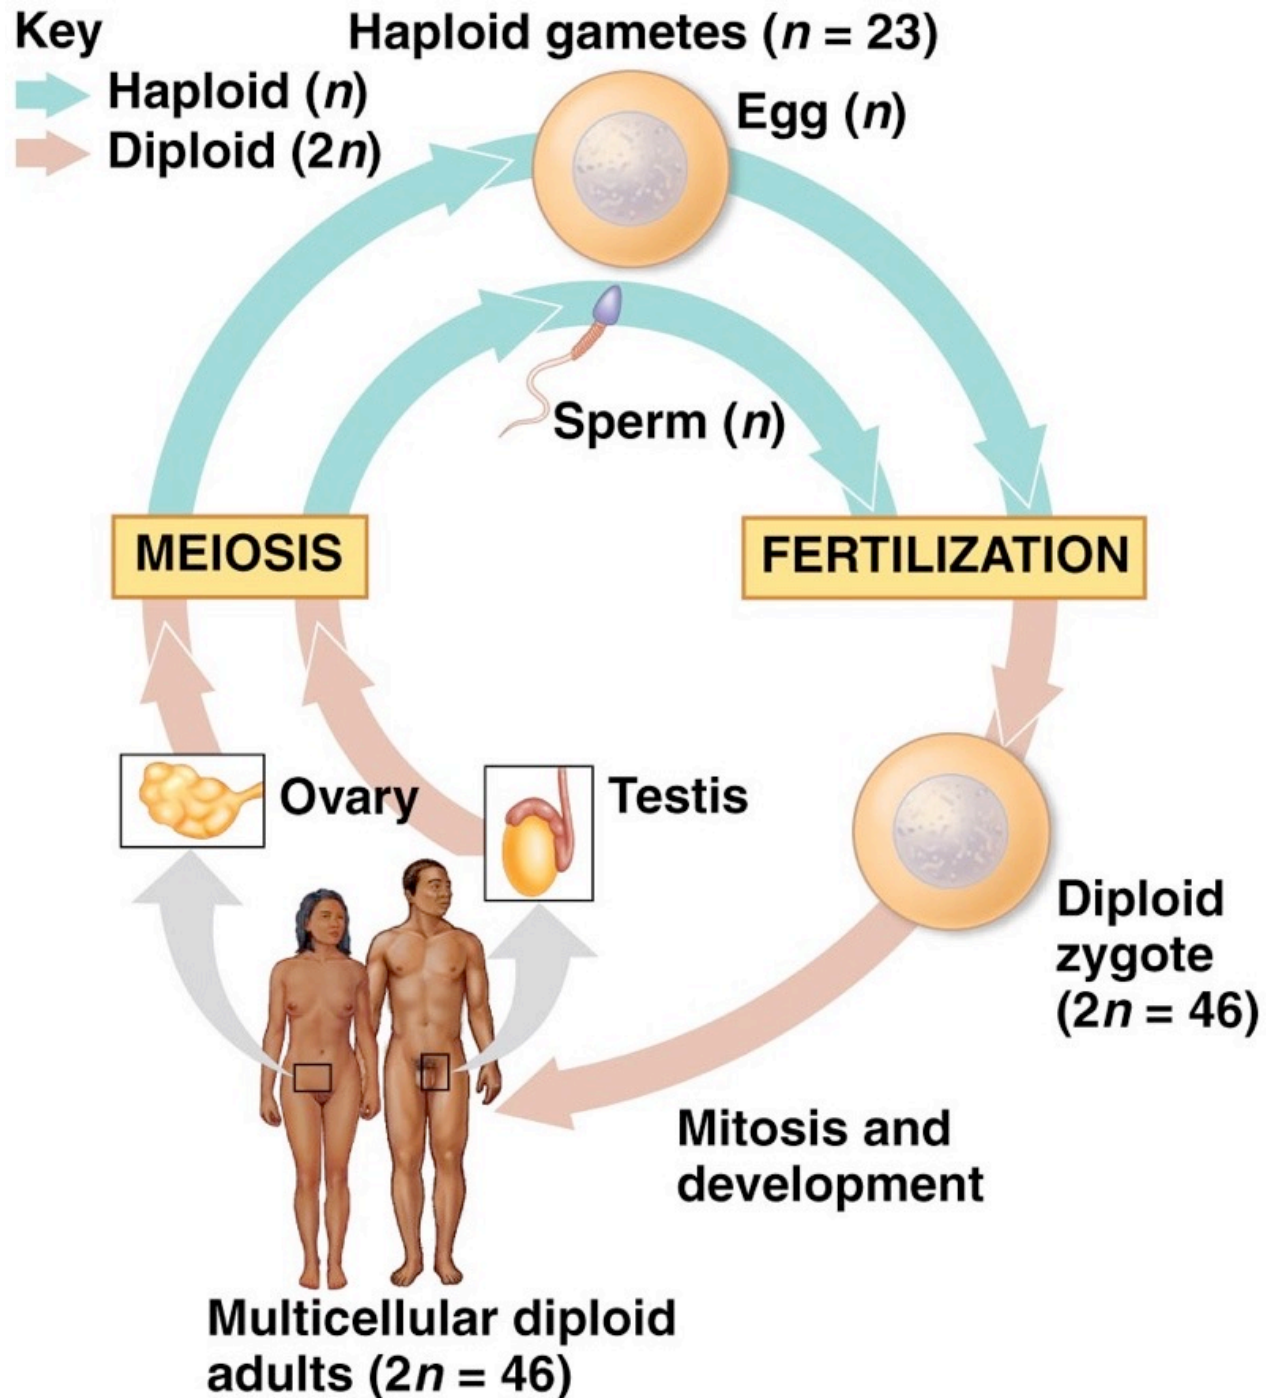 Key
Haploid (n)
Diploid (2n)
Haploid gametes (n = 23)
Egg (n)
Sperm (n)
MEIOSIS
FERTILIZATION
Ovary
Testis
Diploid
zygote
(2n = 46)
Mitosis and
development
Multicellular diploid
adults (2n = 46)